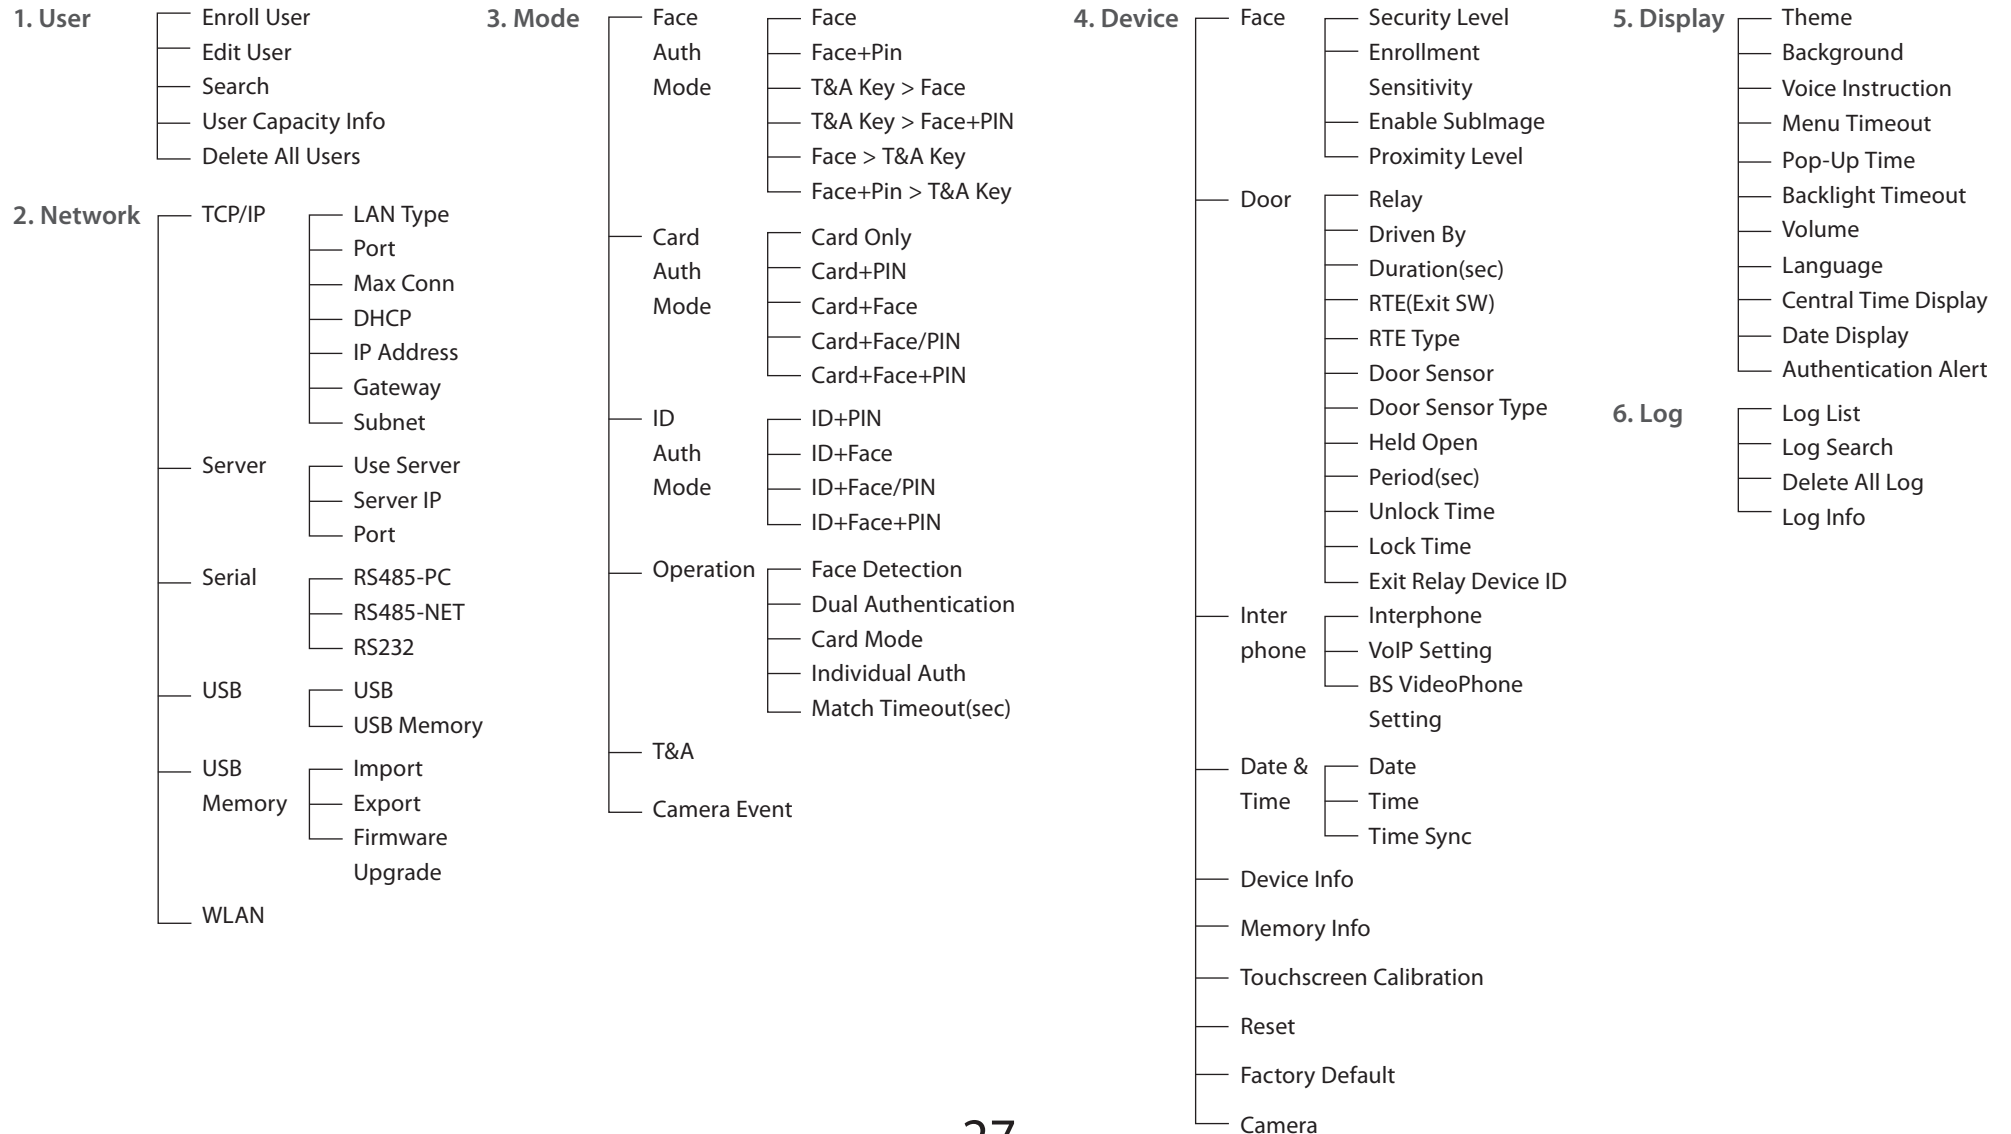 1. User
Enroll User
Edit User
Search
User Capacity Info
Delete All Users
2. Network
TCP/IP
LAN Type
Port
Max Conn
DHCP
IP Address
Gateway
Subnet
Server
Use Server
Server IP
Port
Serial
RS485-PC
RS485-NET
RS232
USB
USB
USB Memory
USB
Memory
Import
Export
Firmware
Upgrade
WLAN
3. Mode
Face
Auth
Mode
Face
Face+Pin
T&A Key > Face
T&A Key > Face+PIN
Face > T&A Key
Face+Pin > T&A Key
Card
Auth
Mode
Card Only
Card+PIN
Card+Face
Card+Face/PIN
Card+Face+PIN
ID
Auth
Mode
ID+PIN
ID+Face
ID+Face/PIN
ID+Face+PIN
Operation
Face Detection
Dual Authentication
Card Mode
Individual Auth
Match Timeout(sec)
T&A
Camera Event
4. Device
Face
Security Level
Enrollment
Sensitivity
Enable SubImage
Proximity Level
Door
Relay
Driven By
Duration(sec)
RTE(Exit SW)
RTE Type
Door Sensor
Door Sensor Type
Held Open
Period(sec)
Unlock Time
Lock Time
Exit Relay Device ID
Inter
phone
Interphone
VoIP Setting
BS VideoPhone
Setting
Date &
Time
Date
Time
Time Sync
Device Info
Memory Info
Touchscreen Calibration
Reset
Factory Default
Camera
5. Display
Theme
Background
Voice Instruction
Menu Timeout
Pop-Up Time
Backlight Timeout
Volume
Language
Central Time Display
Date Display
Authentication Alert
6. Log
Log List
Log Search
Delete All Log
Log Info